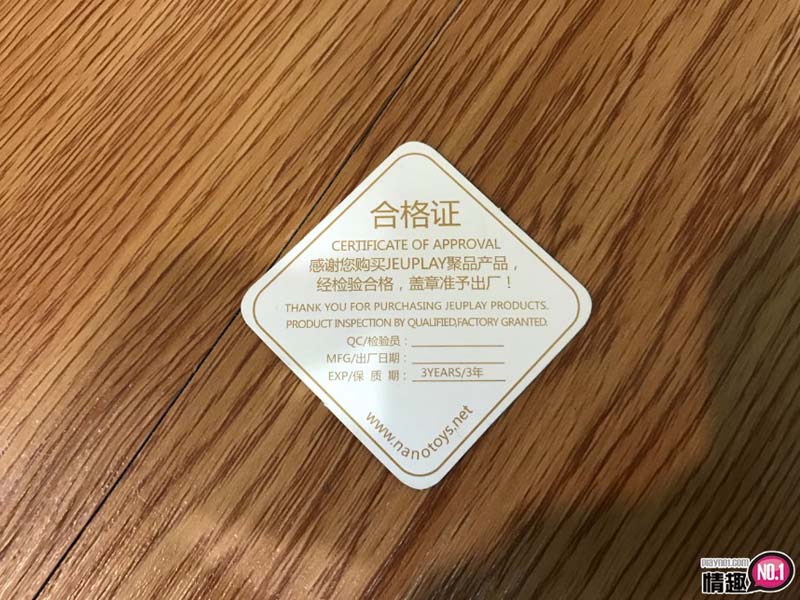 合格证
CERTIFICATE OF APPROVAL
感谢您购买JEUPLAY聚品产品，
经检验合格，盖章准予出厂！
THANK YOU FOR PURCHASING JEUPLAY PRODUCTS.
PRODUCT INSPECTION BY QUALIFIED,FACTORY GRANTED.
QC/检验员：
MFG/出厂日期：
EXP/保 质 期： 3YEARS/3年
www.nanotoys.net
playno1.com
情趣 NO.1